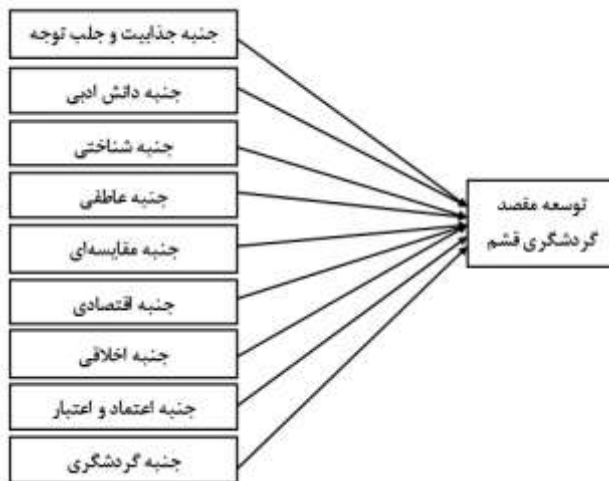 جنبه جذابیت و جلب توجه
جنبه دانش ادبی
جنبه شناختی
جنبه عاطفی
جنبه مقایسه‌ای
جنبه اقتصادی
جنبه اخلاقی
جنبه اعتماد و اعتبار
جنبه گردشگری
توسعه مقصد
گردشگری قشم